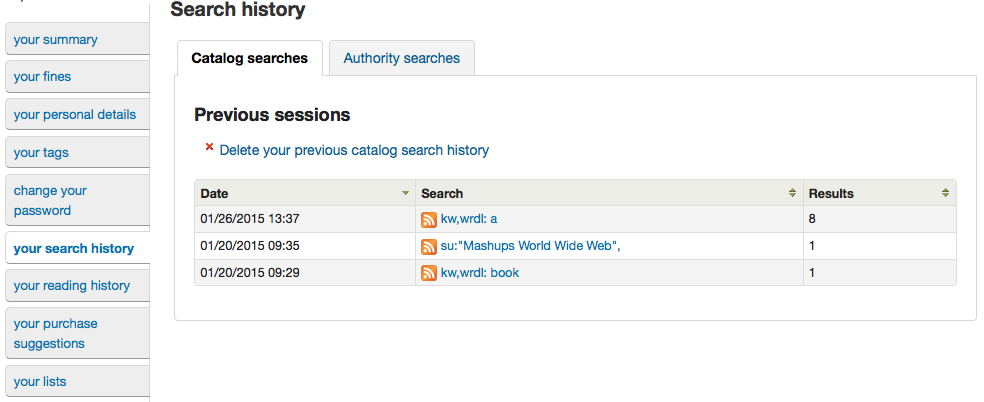 Search history
your summary
your fines
your personal details
your tags
change your
password
your search history
your reading history
your purchase
suggestions
your lists
Catalog searches
Authority searches
Previous sessions
Delete your previous catalog search history
Date Search Results
01/26/2015 13:37 kw,wrdl: a 8
01/20/2015 09:35 su:"Mashups World Wide Web", 1
01/20/2015 09:29 kw,wrdl: book 1